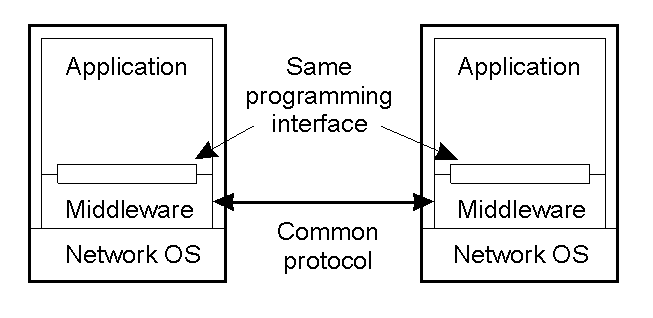 Application
Middleware
Network OS
Same
programming
interface
Common
protocol
Application
Middleware
Network OS